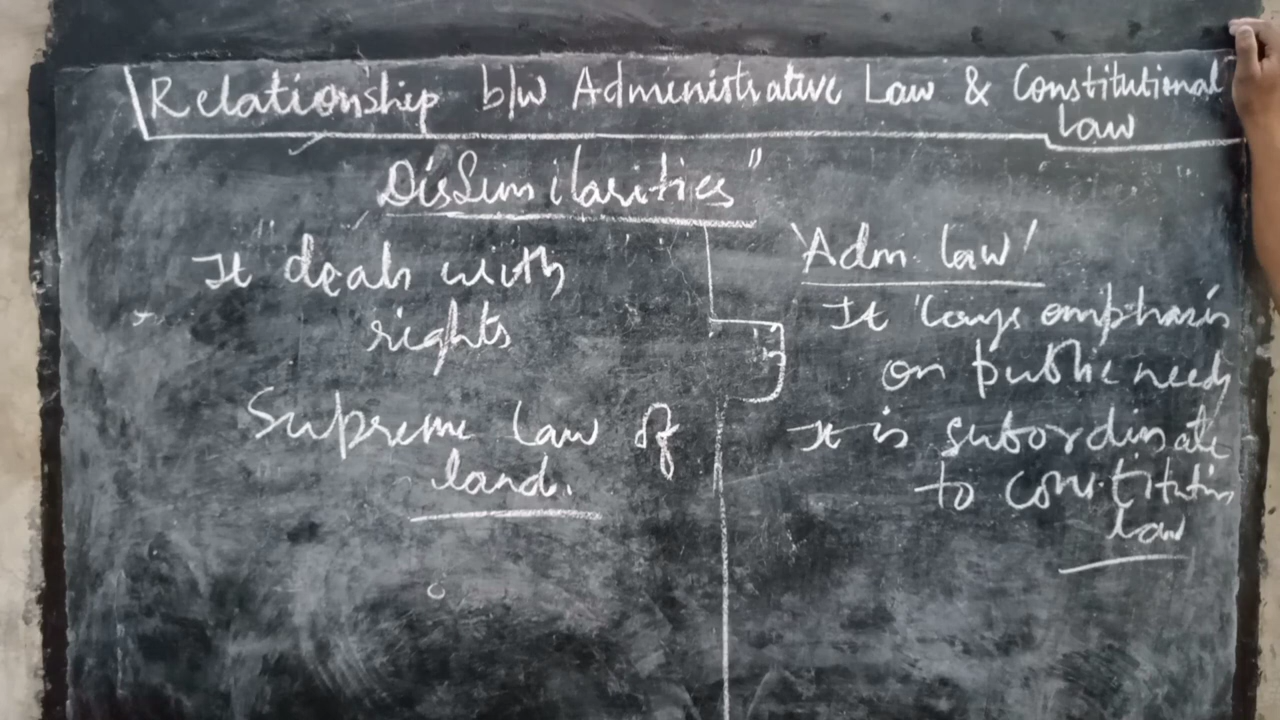 Relationship b/w Administrative Law & Constitutional
Law
Dissimilarities"
It deals with
rights
Supreme law of
land.
'Adm. law'
It lays emphasis
on public needs
It is subordinate
to constitution
law